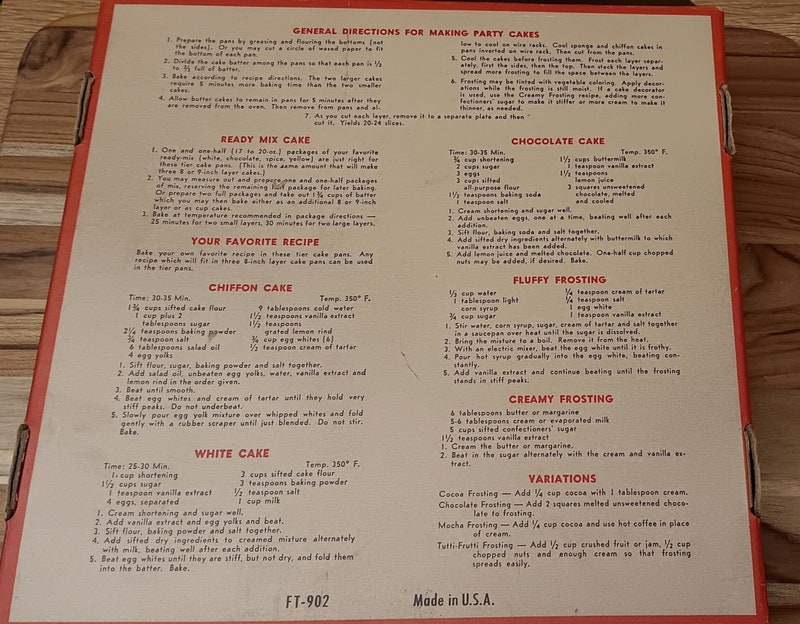 GENERAL DIRECTIONS FOR MAKING PARTY CAKES
1. Prepare the pans by greasing and flouring the bottoms (not
the sides). Or you may cut a circle of waxed paper to fit
the bottom of each pan.
2. Divide the cake batter among the pans so that each pan is ½
to ⅔ full of batter.
3. Bake according to recipe directions. The two larger cakes
require 5 minutes more baking time than the two smaller
cakes.
4. Allow butter cakes to remain in pans for 5 minutes after they
are removed from the oven. Then remove from pans and al-
low to cool on wire racks. Cool sponge and chiffon cakes in
pans inverted on wire rack. Then cut from the pans.
5. Cool the cakes before frosting them. Frost each layer separ-
ately, first the sides, then the top. Then stack the layers and
spread more frosting to fill the space between the layers.
6. Frosting may be tinted with vegetable coloring. Apply decor-
ations while the frosting is still moist. If a cake decorator
is used, use the Creamy Frosting recipe, adding more con-
fectioners' sugar to make it stiffer or more cream to make it
thinner, as needed.
7. As you cut each layer, remove it to a separate plate and then
cut it. Yields 20-24 slices.
READY MIX CAKE
1. One and one-half (17 to 20-oz.) packages of your favorite
ready-mix (white, chocolate, spice, yellow) are just right for
these tier cake pans. (This is the same amount that will make
three 8 or 9-inch layer cakes.)
2. You may measure out and prepare one and one-half packages
of mix, reserving the remaining half package for later baking.
Or prepare two full packages and take out 1¾ cups of batter
which you may then bake either as an additional 8 or 9-inch
layer or as cup cakes.
3. Bake at temperature recommended in package directions —
25 minutes for two small layers, 30 minutes for two large layers.
YOUR FAVORITE RECIPE
Bake your own favorite recipe in these tier cake pans. Any
recipe which will fit in three 8-inch layer cake pans can be used
in the tier pans.
CHIFFON CAKE
Time: 30-35 Min. Temp. 350° F.
1¾ cups sifted cake flour
1 cup plus 2
tablespoons sugar
2¼ teaspoons baking powder
¾ teaspoon salt
6 tablespoons salad oil
4 egg yolks
9 tablespoons cold water
1½ teaspoons vanilla extract
1½ teaspoons
grated lemon rind
¾ cup egg whites (6)
½ teaspoon cream of tartar
1. Sift flour, sugar, baking powder and salt together.
2. Add salad oil, unbeaten egg yolks, water, vanilla extract and
lemon rind in the order given.
3. Beat until smooth.
4. Beat egg whites and cream of tartar until they hold very
stiff peaks. Do not underbeat.
5. Slowly pour egg yolk mixture over whipped whites and fold
gently with a rubber scraper until just blended. Do not stir.
Bake.
WHITE CAKE
Time: 25-30 Min. Temp. 350° F.
1 cup shortening
1½ cups sugar
1 teaspoon vanilla extract
4 eggs, separated
3 cups sifted cake flour
3 teaspoons baking powder
½ teaspoon salt
1 cup milk
1. Cream shortening and sugar well.
2. Add vanilla extract and egg yolks and beat.
3. Sift flour, baking powder and salt together.
4. Add sifted dry ingredients to creamed mixture alternately
with milk, beating well after each addition.
5. Beat egg whites until they are stiff, but not dry, and fold them
into the batter. Bake.
CHOCOLATE CAKE
Time: 30-35 Min. Temp. 350° F.
¾ cup shortening
2 cups sugar
3 eggs
3 cups sifted
all-purpose flour
1½ teaspoons baking soda
1 teaspoon salt
1½ cups buttermilk
1 teaspoon vanilla extract
1½ teaspoons
lemon juice
3 squares unsweetened
chocolate, melted
and cooled
1. Cream shortening and sugar well.
2. Add unbeaten eggs, one at a time, beating well after each
addition.
3. Sift flour, baking soda and salt together.
4. Add sifted dry ingredients alternately with buttermilk to which
vanilla extract has been added.
5. Add lemon juice and melted chocolate. One-half cup chopped
nuts may be added, if desired. Bake.
FLUFFY FROSTING
⅓ cup water
1 tablespoon light
corn syrup
¾ cup sugar
¼ teaspoon cream of tartar
¼ teaspoon salt
1 egg white
1 teaspoon vanilla extract
1. Stir water, corn syrup, sugar, cream of tartar and salt together
in a saucepan over heat until the sugar is dissolved.
2. Bring the mixture to a boil. Remove it from the heat.
3. With an electric mixer, beat the egg white until it is frothy.
4. Pour hot syrup gradually into the egg white, beating con-
stantly.
5. Add vanilla extract and continue beating until the frosting
stands in stiff peaks.
CREAMY FROSTING
6 tablespoons butter or margarine
5-6 tablespoons cream or evaporated milk
5 cups sifted confectioners' sugar
1½ teaspoons vanilla extract
1. Cream the butter or margarine.
2. Beat in the sugar alternately with the cream and vanilla ex-
tract.
VARIATIONS
Cocoa Frosting — Add ¼ cup cocoa with 1 tablespoon cream.
Chocolate Frosting — Add 2 squares melted unsweetened choco-
late to frosting.
Mocha Frosting — Add ¼ cup cocoa and use hot coffee in place
of cream.
Tutti-Frutti Frosting — Add ½ cup crushed fruit or jam, ½ cup
chopped nuts and enough cream so that frosting
spreads easily.
FT-902 Made in U.S.A.